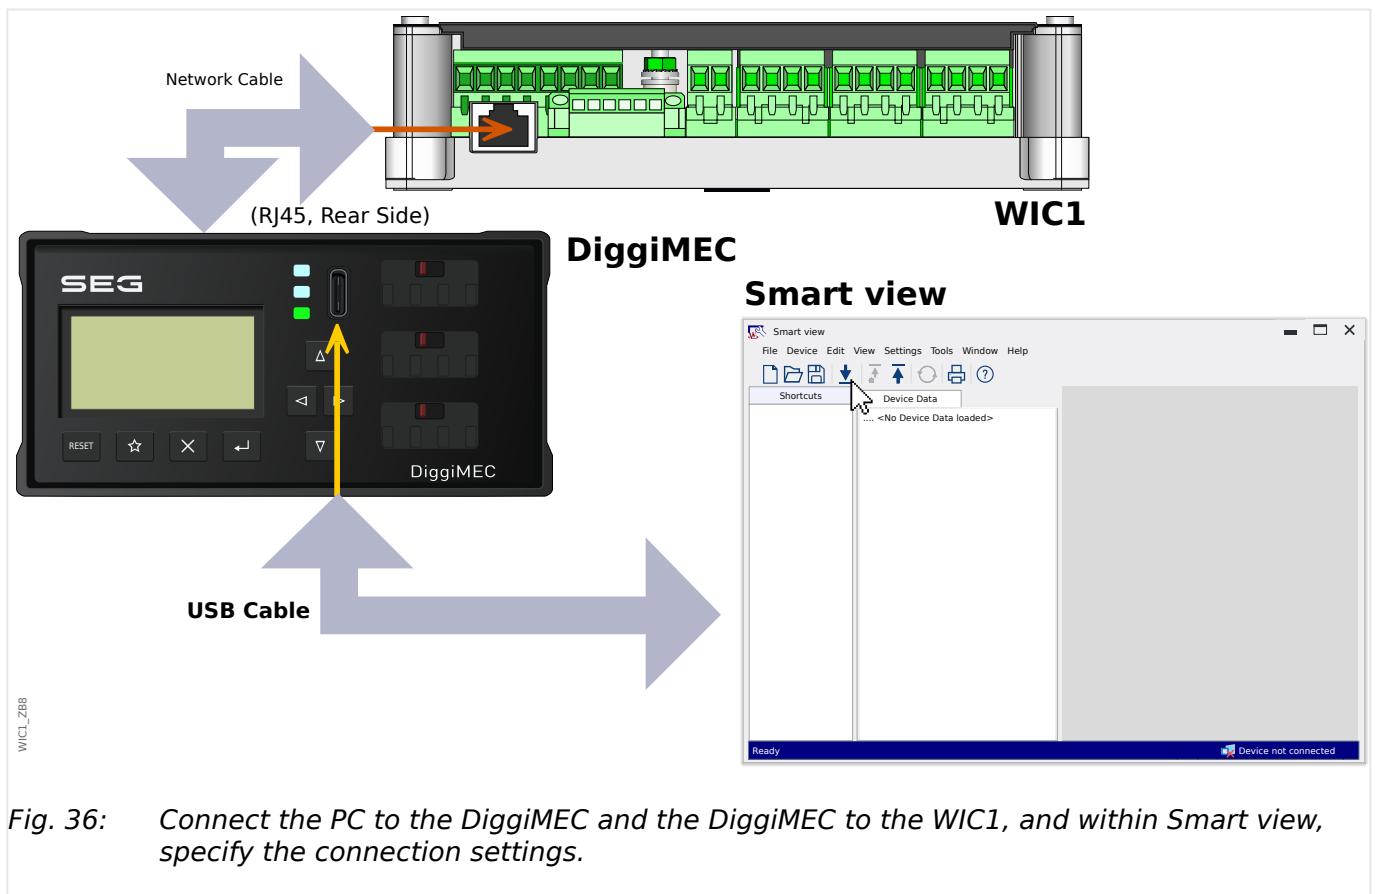 Network Cable
(RJ45, Rear Side)
WIC1
DiggiMEC
SEG
RESET
DiggiMEC
Smart view
Smart view
File Device Edit View Settings Tools Window Help
Shortcuts
Device Data
.... <No Device Data loaded>
Ready
Device not connected
USB Cable
WIC1_ZB8
Fig. 36: Connect the PC to the DiggiMEC and the DiggiMEC to the WIC1, and within Smart view,
specify the connection settings.